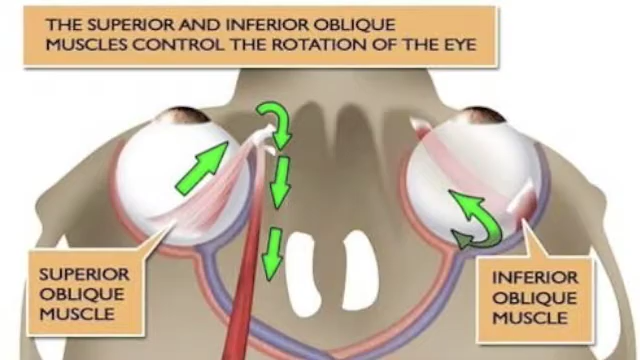 THE SUPERIOR AND INFERIOR OBLIQUE
MUSCLES CONTROL THE ROTATION OF THE EYE
SUPERIOR
OBLIQUE
MUSCLE
INFERIOR
OBLIQUE
MUSCLE